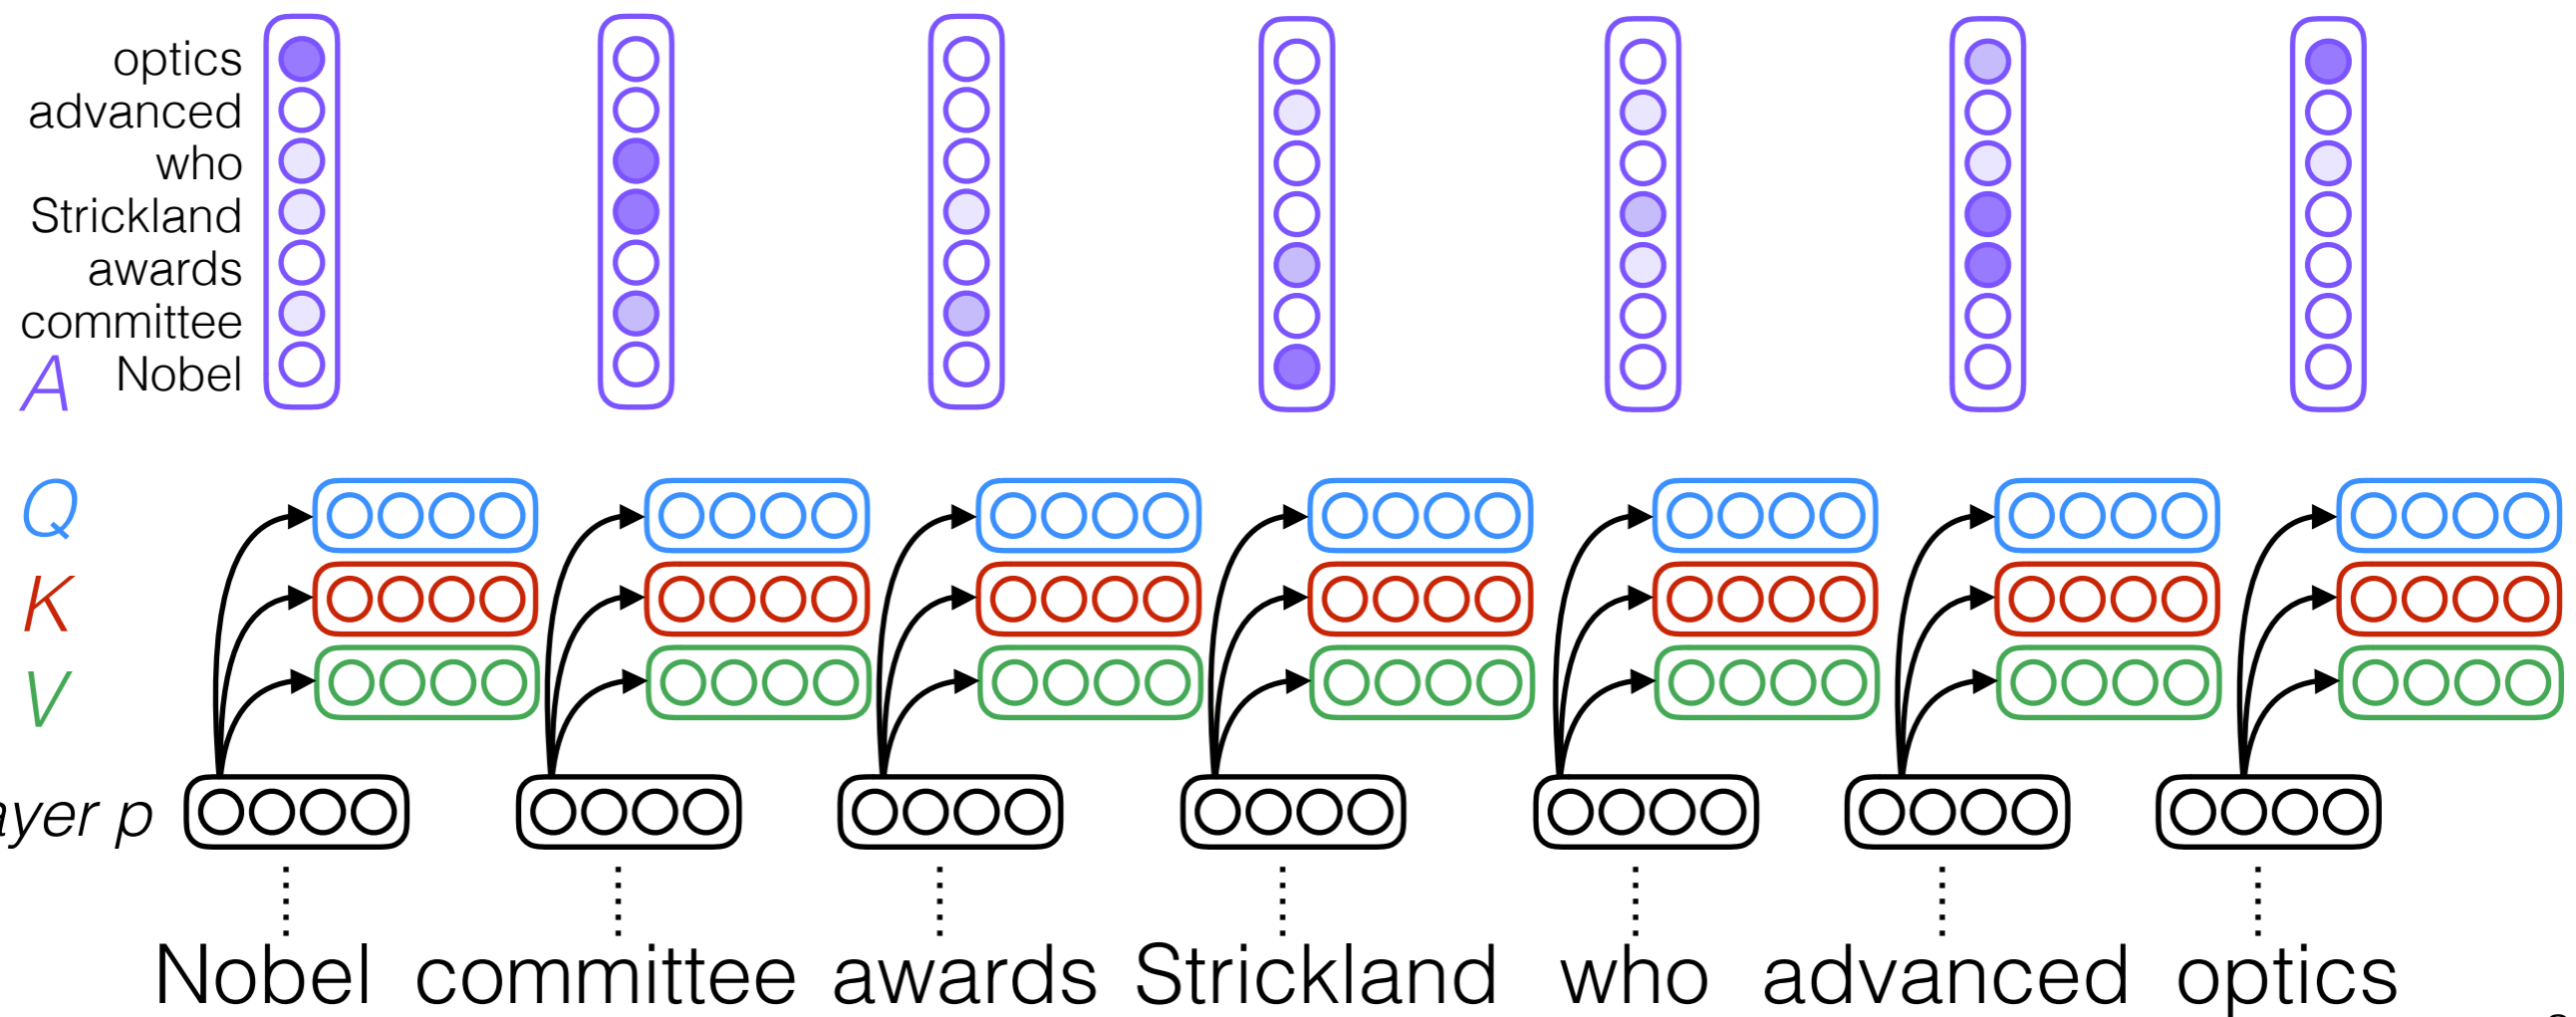 optics
advanced
who
Strickland
awards
committee
A Nobel
Q
K
V
ayer p
Nobel committee awards Strickland who advanced optics